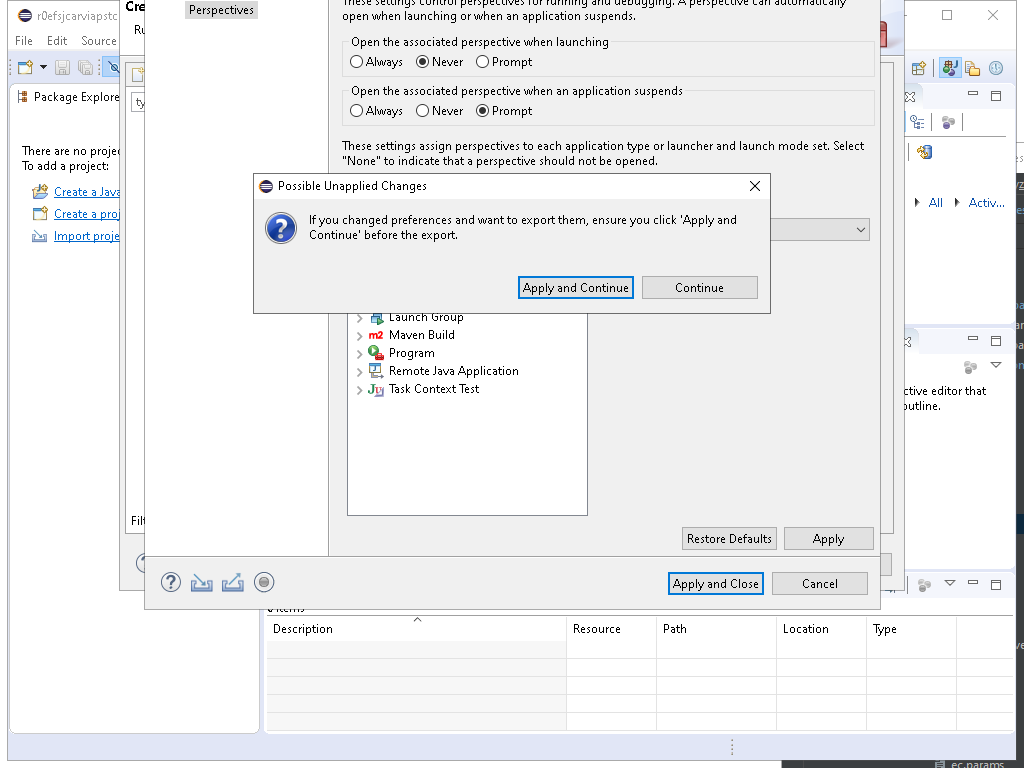 r0efsjcarviapstc
File Edit Source
Package Explore
There are no proje
To add a project:
Create a Java
Create a proj
Import proje
Cre
Ru
ty
Filt
Perspectives
These settings control perspectives for running and debugging. A perspective can automatically
open when launching or when an application suspends.
Open the associated perspective when launching
Always Never Prompt
Open the associated perspective when an application suspends
Always Never Prompt
These settings assign perspectives to each application type or launcher and launch mode set. Select
"None" to indicate that a perspective should not be opened.
Possible Unapplied Changes
If you changed preferences and want to export them, ensure you click 'Apply and
Continue' before the export.
Apply and Continue Continue
Launch Group
Maven Build
Program
Remote Java Application
Task Context Test
Restore Defaults Apply
Apply and Close Cancel
All Activ...
ctive editor that
outline.
Description Resource Path Location Type
ec.params